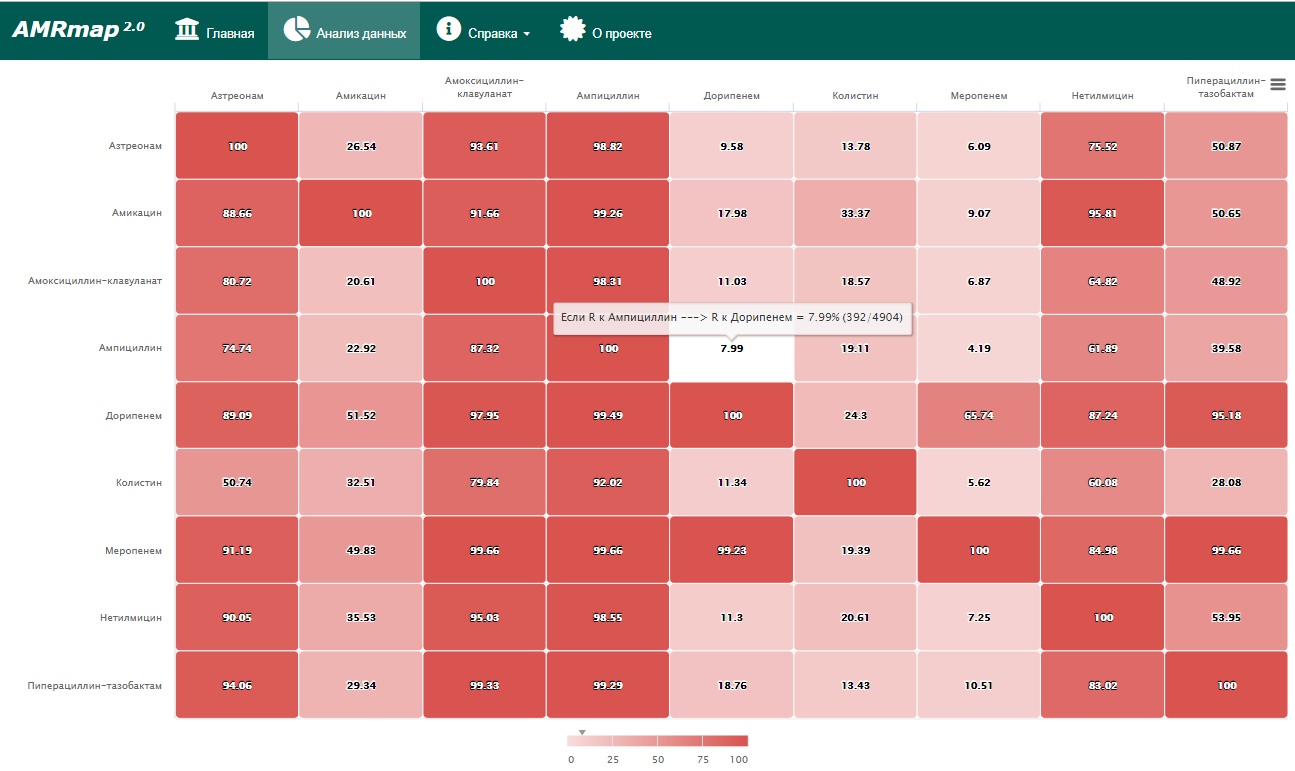 AMRmap 2.0 Главная Анализ данных Справка О проекте
Амоксициллин- Пиперациллин-
Азтреонам Амикацин клавуланат Ампициллин Дорипенем Колистин Меропенем Нетилмицин тазобактам
Азтреонам 100 26.54 93.61 98.82 9.58 13.78 6.09 75.52 50.87
Амикацин 88.66 100 91.66 99.26 17.98 33.37 9.07 95.81 50.65
Амоксициллин-клавуланат 80.72 20.61 100 98.31 11.03 18.57 6.87 64.82 48.92
Если R к Ампициллин ---> R к Дорипенем = 7.99% (392/4904)
Ампициллин 74.74 22.92 87.32 100 7.99 19.11 4.19 61.89 39.58
Дорипенем 89.09 51.52 97.95 99.49 100 24.3 65.74 87.24 95.18
Колистин 50.74 32.51 79.84 92.02 11.34 100 5.62 60.08 28.08
Меропенем 91.19 49.83 99.66 99.66 99.23 19.39 100 84.98 99.66
Нетилмицин 90.05 35.53 95.03 98.55 11.3 20.61 7.25 100 53.95
Пиперациллин-тазобактам 94.06 29.34 99.33 99.29 18.76 13.43 10.51 83.02 100
0 25 50 75 100